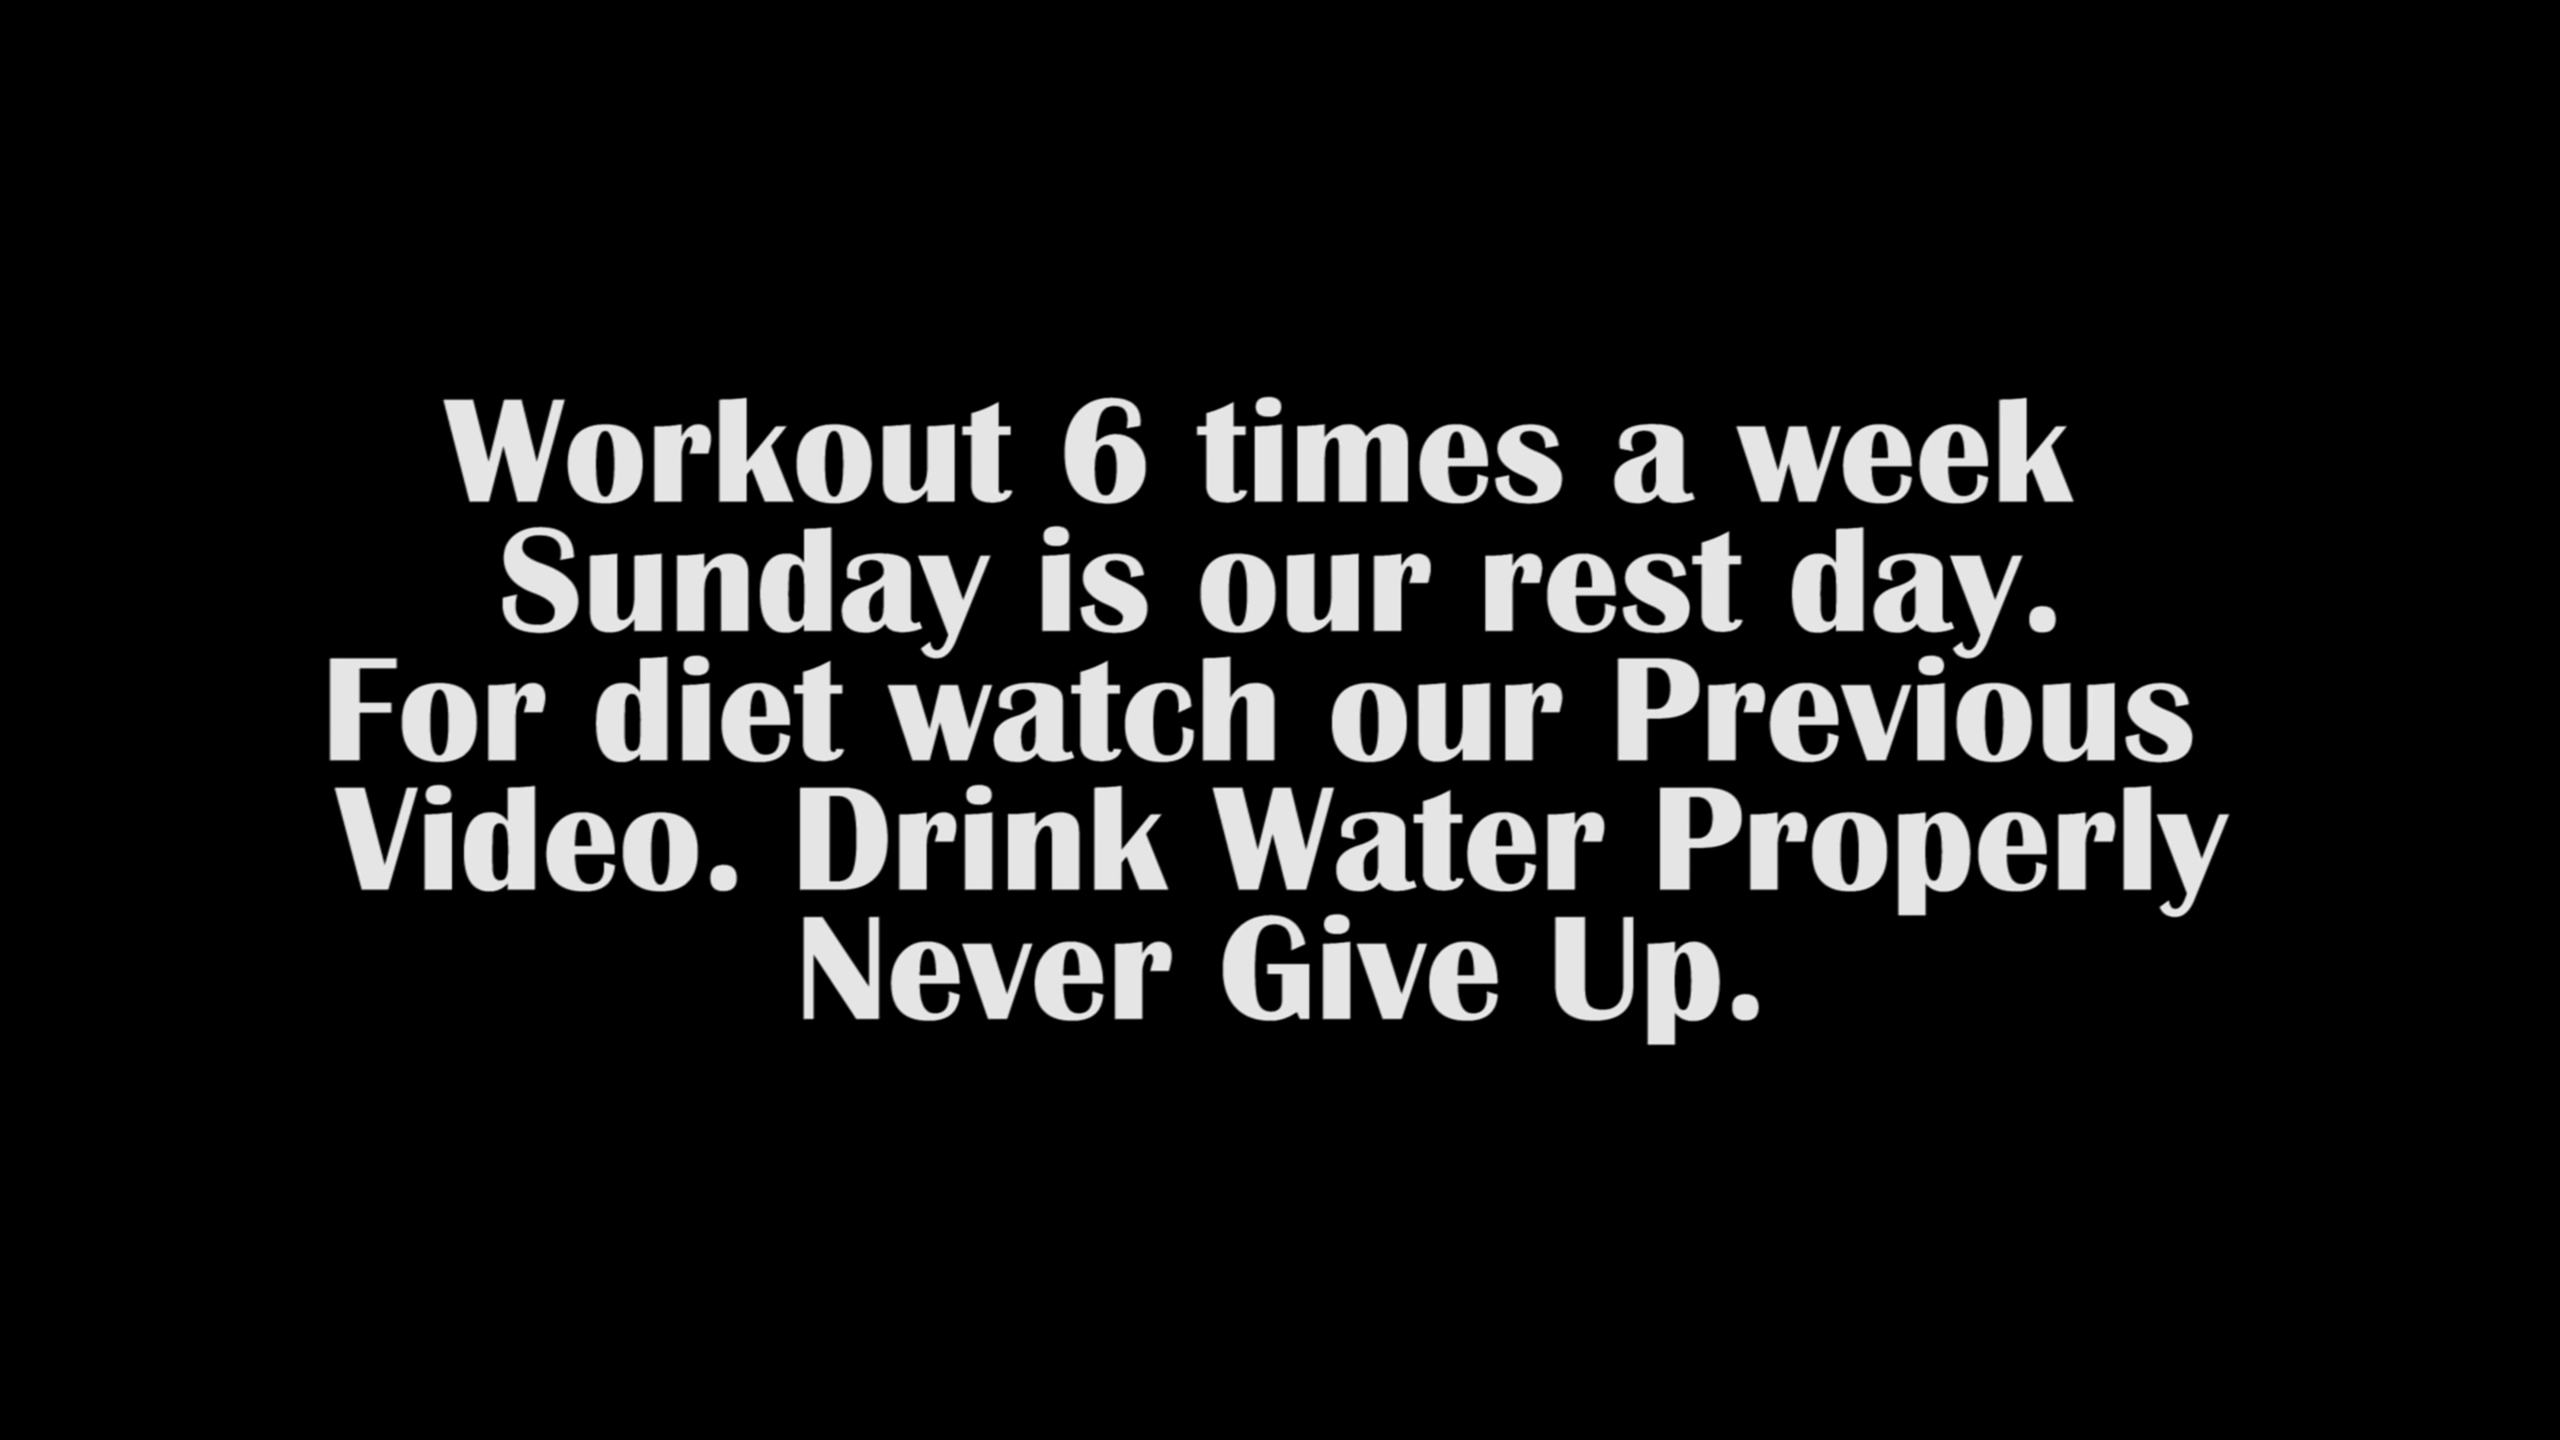 Workout 6 times a week
Sunday is our rest day.
For diet watch our Previous
Video. Drink Water Properly
Never Give Up.